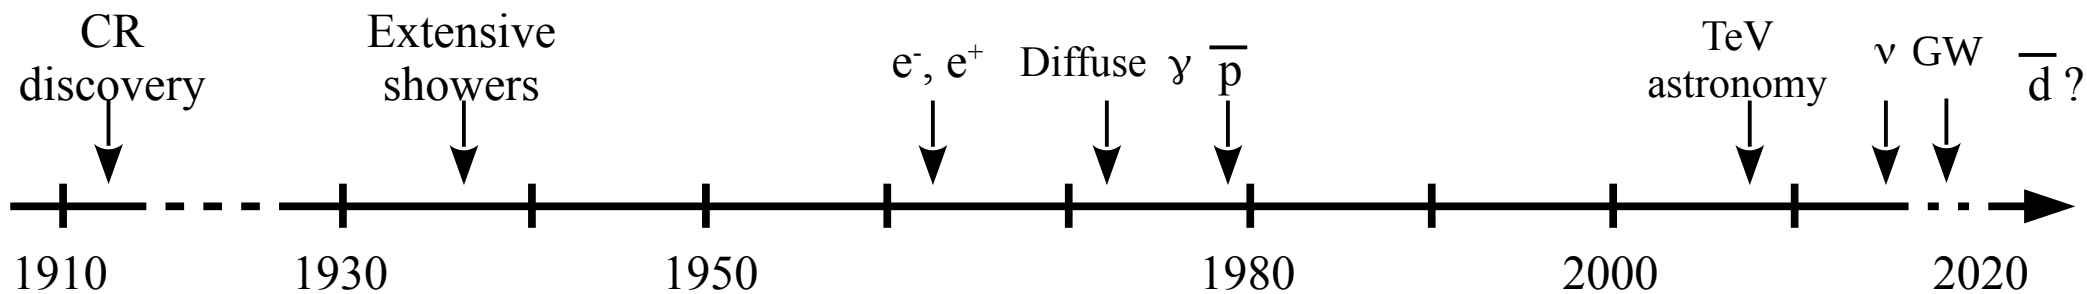 CR
discovery
Extensive
showers
e⁻, e⁺
Diffuse γ
p̅
TeV
astronomy
ν
GW
d̅ ?
1910
1930
1950
1980
2000
2020